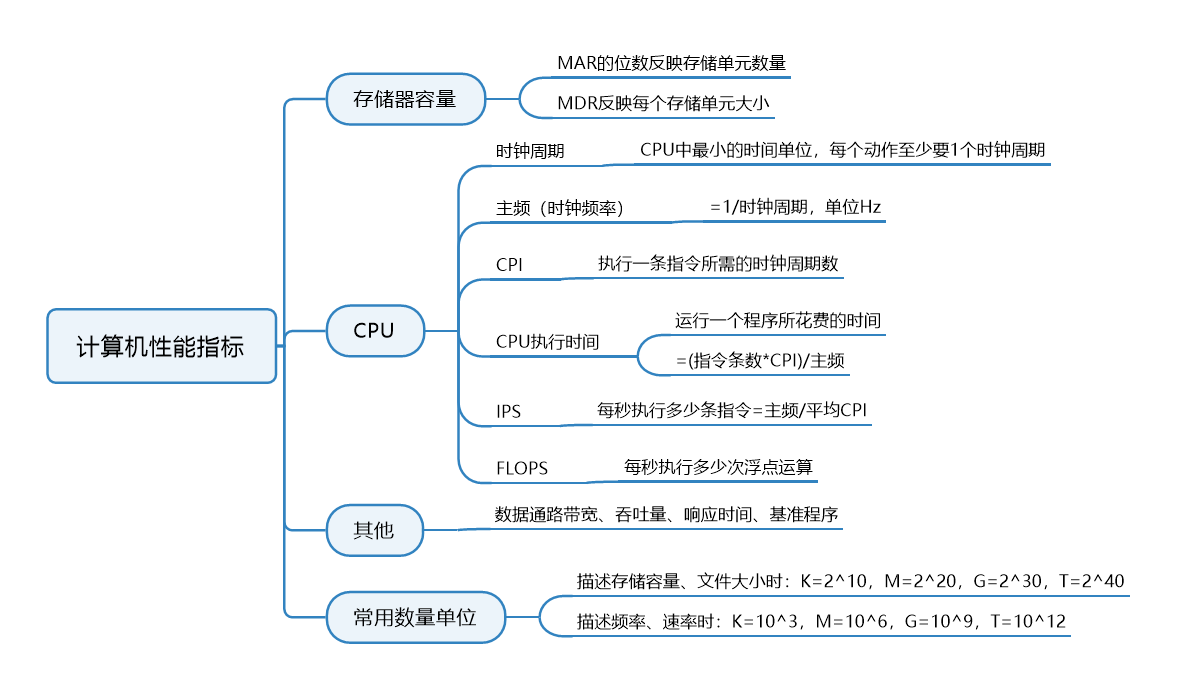 计算机性能指标
存储器容量
MAR的位数反映存储单元数量
MDR反映每个存储单元大小
CPU
时钟周期
CPU中最小的时间单位，每个动作至少要1个时钟周期
主频（时钟频率）
=1/时钟周期，单位Hz
CPI
执行一条指令所需的时钟周期数
CPU执行时间
运行一个程序所花费的时间
=(指令条数*CPI)/主频
IPS
每秒执行多少条指令=主频/平均CPI
FLOPS
每秒执行多少次浮点运算
其他
数据通路带宽、吞吐量、响应时间、基准程序
常用数量单位
描述存储容量、文件大小时：K=2^10，M=2^20，G=2^30，T=2^40
描述频率、速率时：K=10^3，M=10^6，G=10^9，T=10^12